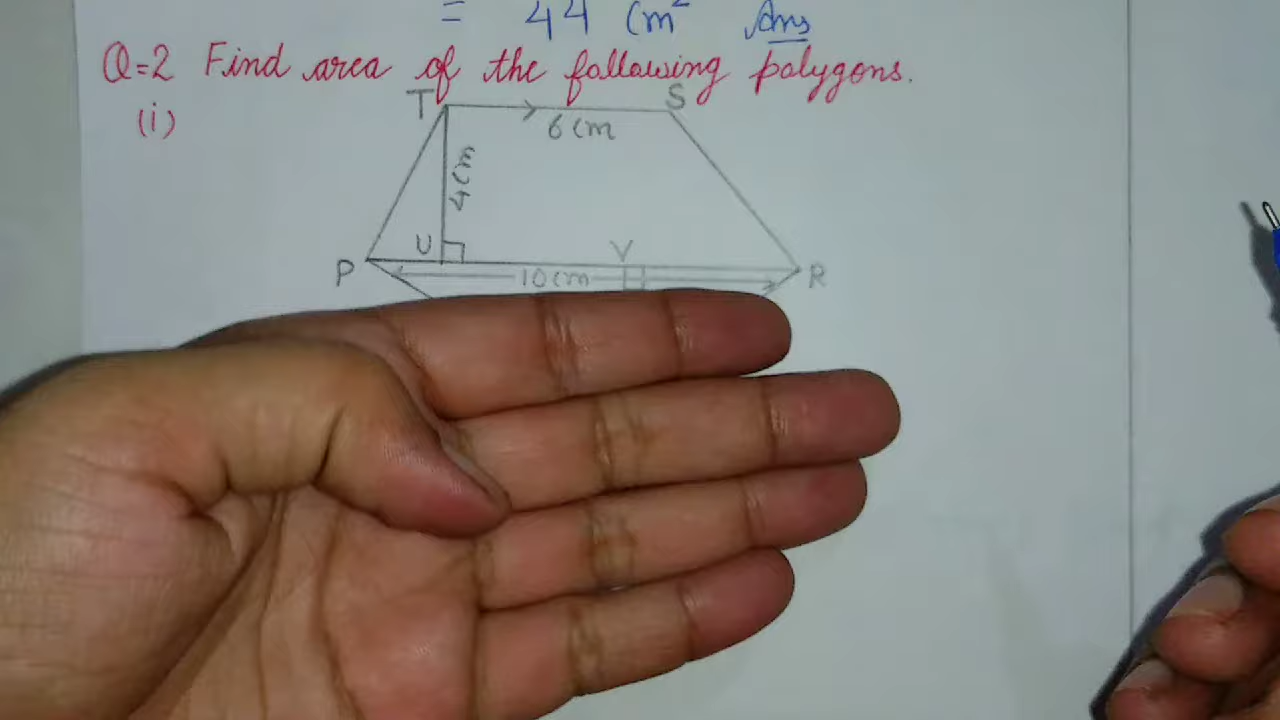 = 44 cm² Ans
Q=2 Find area of the following polygons.
(i)
T S
6 cm
4 cm
U V
P 10 cm R